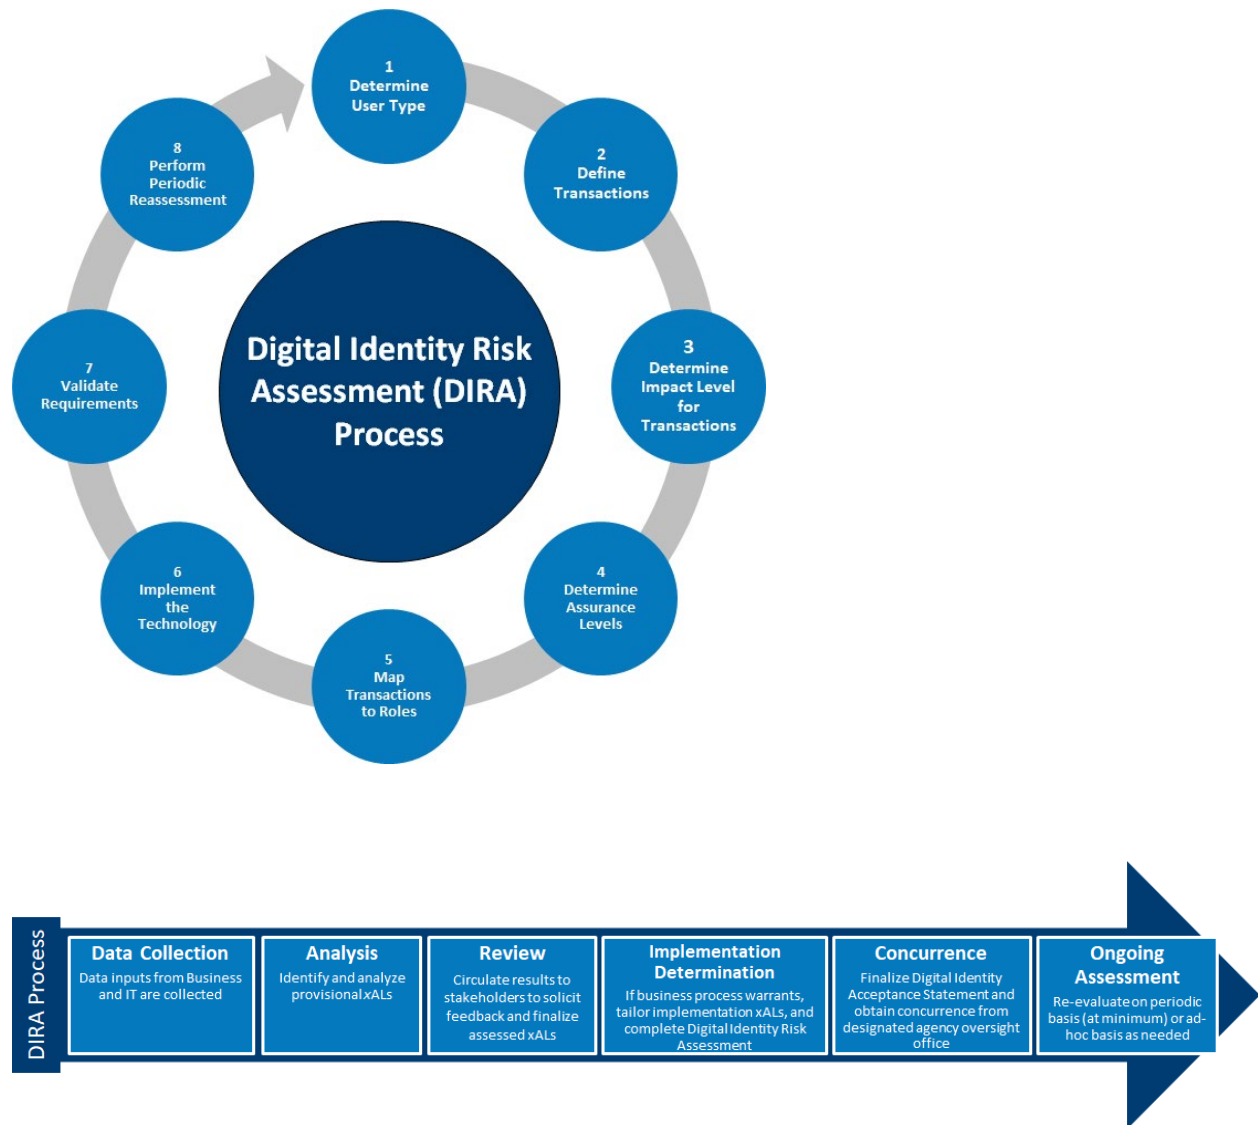 1
Determine
User Type
2
Define
Transactions
3
Determine
Impact Level
for
Transactions
4
Determine
Assurance
Levels
5
Map
Transactions
to Roles
6
Implement
the
Technology
7
Validate
Requirements
8
Perform
Periodic
Reassessment
Digital Identity Risk
Assessment (DIRA)
Process
DIRA Process
Data Collection
Data inputs from Business
and IT are collected
Analysis
Identify and analyze
provisional xALs
Review
Circulate results to
stakeholders to solicit
feedback and finalize
assessed xALs
Implementation
Determination
If business process warrants,
tailor implementation xALs, and
complete Digital Identity Risk
Assessment
Concurrence
Finalize Digital Identity
Acceptance Statement and
obtain concurrence from
designated agency oversight
office
Ongoing
Assessment
Re-evaluate on periodic
basis (at minimum) or ad-
hoc basis as needed